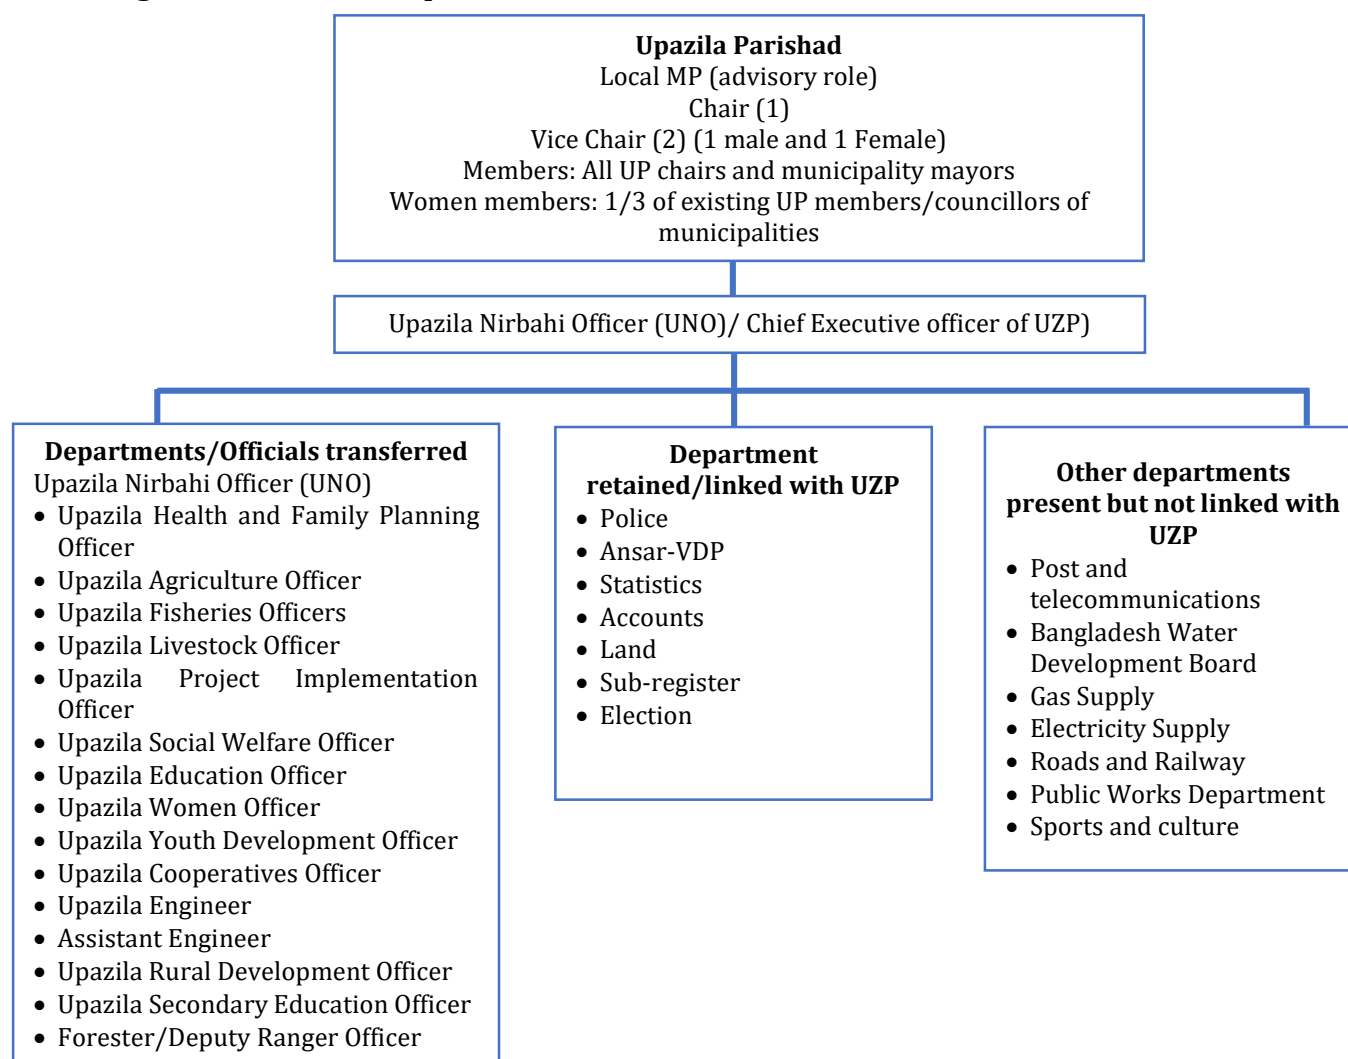 Upazila Parishad
Local MP (advisory role)
Chair (1)
Vice Chair (2) (1 male and 1 Female)
Members: All UP chairs and municipality mayors
Women members: 1/3 of existing UP members/councillors of
municipalities
Upazila Nirbahi Officer (UNO)/ Chief Executive officer of UZP)
Departments/Officials transferred
Upazila Nirbahi Officer (UNO)
• Upazila Health and Family Planning
Officer
• Upazila Agriculture Officer
• Upazila Fisheries Officers
• Upazila Livestock Officer
• Upazila Project Implementation
Officer
• Upazila Social Welfare Officer
• Upazila Education Officer
• Upazila Women Officer
• Upazila Youth Development Officer
• Upazila Cooperatives Officer
• Upazila Engineer
• Assistant Engineer
• Upazila Rural Development Officer
• Upazila Secondary Education Officer
• Forester/Deputy Ranger Officer
Department
retained/linked with UZP
• Police
• Ansar-VDP
• Statistics
• Accounts
• Land
• Sub-register
• Election
Other departments
present but not linked with
UZP
• Post and
telecommunications
• Bangladesh Water
Development Board
• Gas Supply
• Electricity Supply
• Roads and Railway
• Public Works Department
• Sports and culture